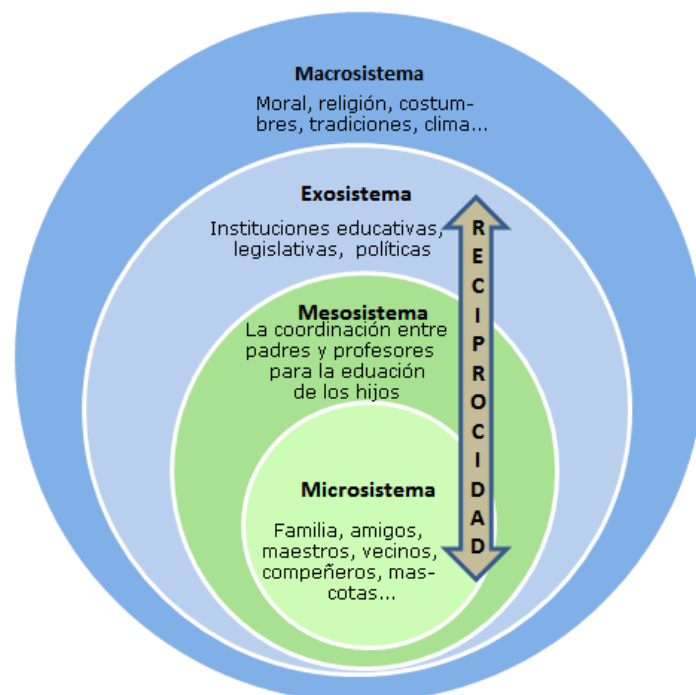 Macrosistema
Moral, religión, costum-
bres, tradiciones, clima...
Exosistema
Instituciones educativas,
legislativas, políticas
Mesosistema
La coordinación entre
padres y profesores
para la eduación
de los hijos
Microsistema
Familia, amigos,
maestros, vecinos,
compeñeros, mas-
cotas...
RECIPROCIDAD